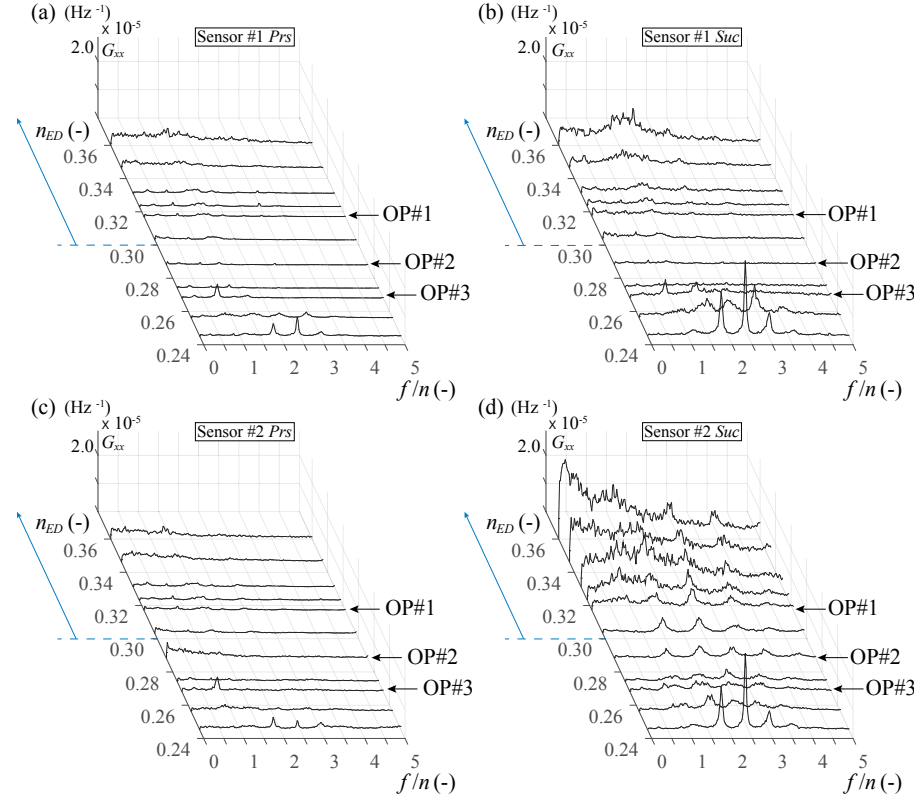 (a) (Hz -1)
x 10-5
2.0 Gxx
Sensor #1 Prs
nED (-)
0.36
0.34
0.32
OP#1
0.30
OP#2
0.28
OP#3
0.26
0.24
0 1 2 3 4 5
f/n (-)
(b) (Hz -1)
x 10-5
2.0 Gxx
Sensor #1 Suc
nED (-)
0.36
0.34
0.32
OP#1
0.30
OP#2
0.28
OP#3
0.26
0.24
0 1 2 3 4 5
f/n (-)
(c) (Hz -1)
x 10-5
2.0 Gxx
Sensor #2 Prs
nED (-)
0.36
0.34
0.32
OP#1
0.30
OP#2
0.28
OP#3
0.26
0.24
0 1 2 3 4 5
f/n (-)
(d) (Hz -1)
x 10-5
2.0 Gxx
Sensor #2 Suc
nED (-)
0.36
0.34
0.32
OP#1
0.30
OP#2
0.28
OP#3
0.26
0.24
0 1 2 3 4 5
f/n (-)